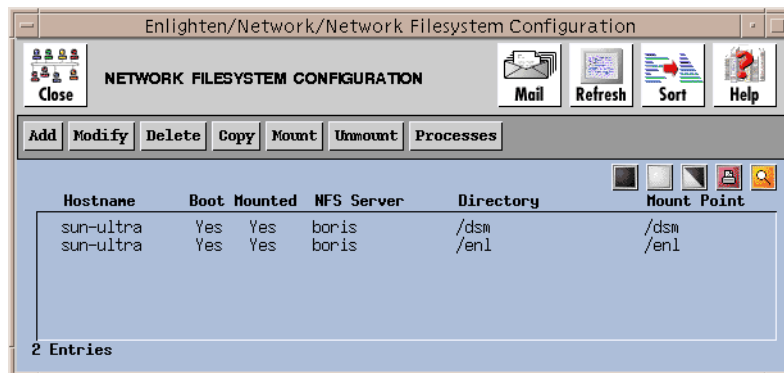 Enlighten/Network/Network Filesystem Configuration
Close
NETWORK FILESYSTEM CONFIGURATION
Mail Refresh Sort Help
Add Modify Delete Copy Mount Unmount Processes
Hostname Boot Mounted NFS Server Directory Mount Point
sun-ultra Yes Yes boris /dsm /dsm
sun-ultra Yes Yes boris /enl /enl
2 Entries